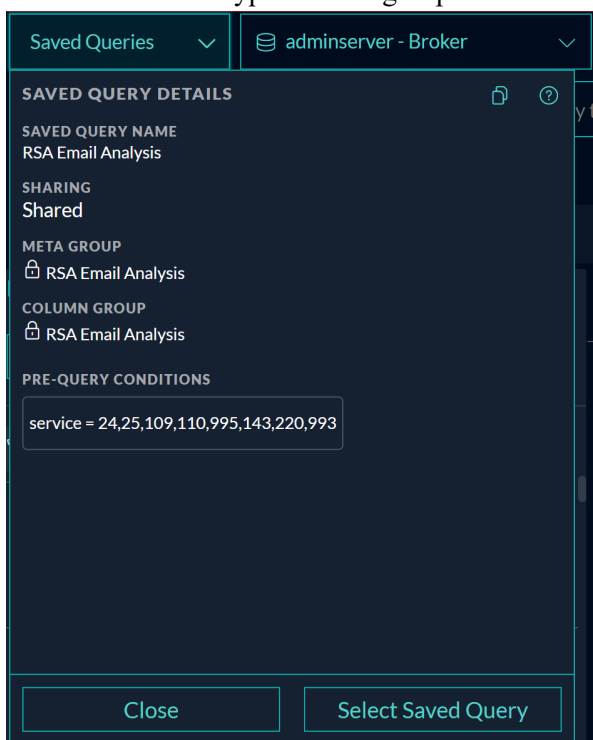 Saved Queries
adminserver - Broker
SAVED QUERY DETAILS
SAVED QUERY NAME
RSA Email Analysis
SHARING
Shared
META GROUP
RSA Email Analysis
COLUMN GROUP
RSA Email Analysis
PRE-QUERY CONDITIONS
service = 24,25,109,110,995,143,220,993
Close
Select Saved Query